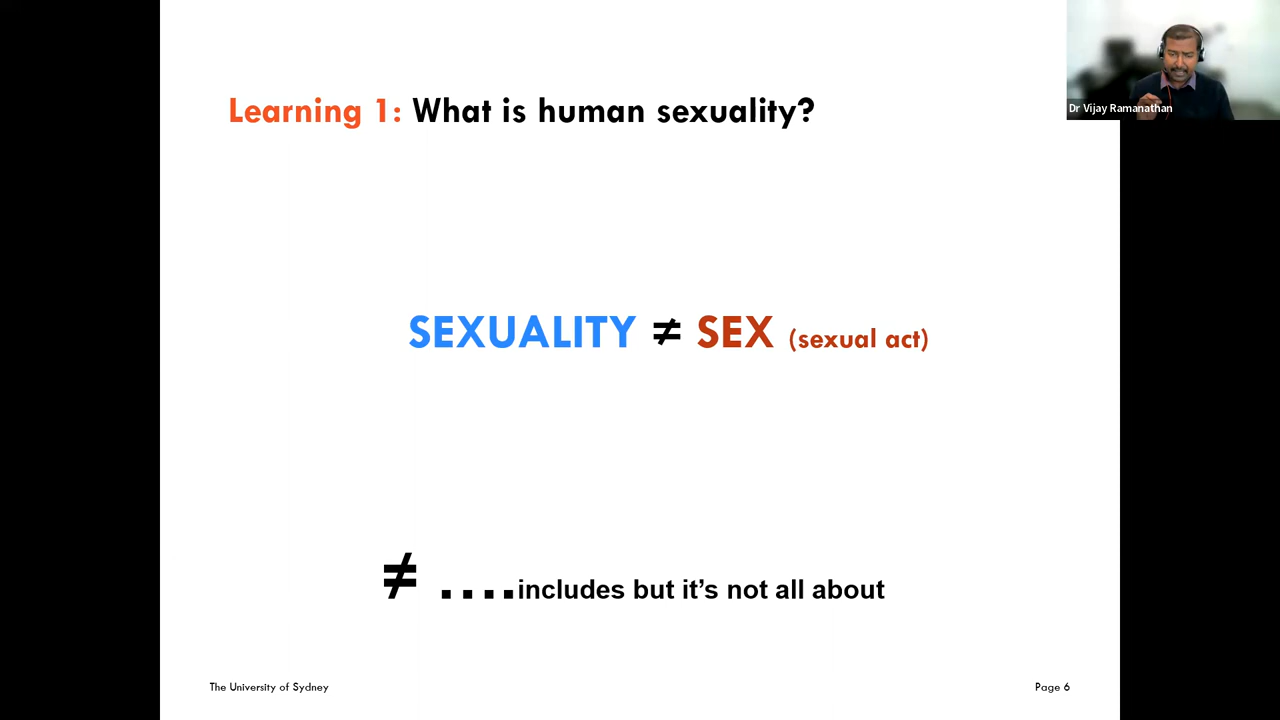 Learning 1: What is human sexuality?
Dr Vijay Ramanathan
SEXUALITY ≠ SEX (sexual act)
≠ ....includes but it's not all about
The University of Sydney
Page 6